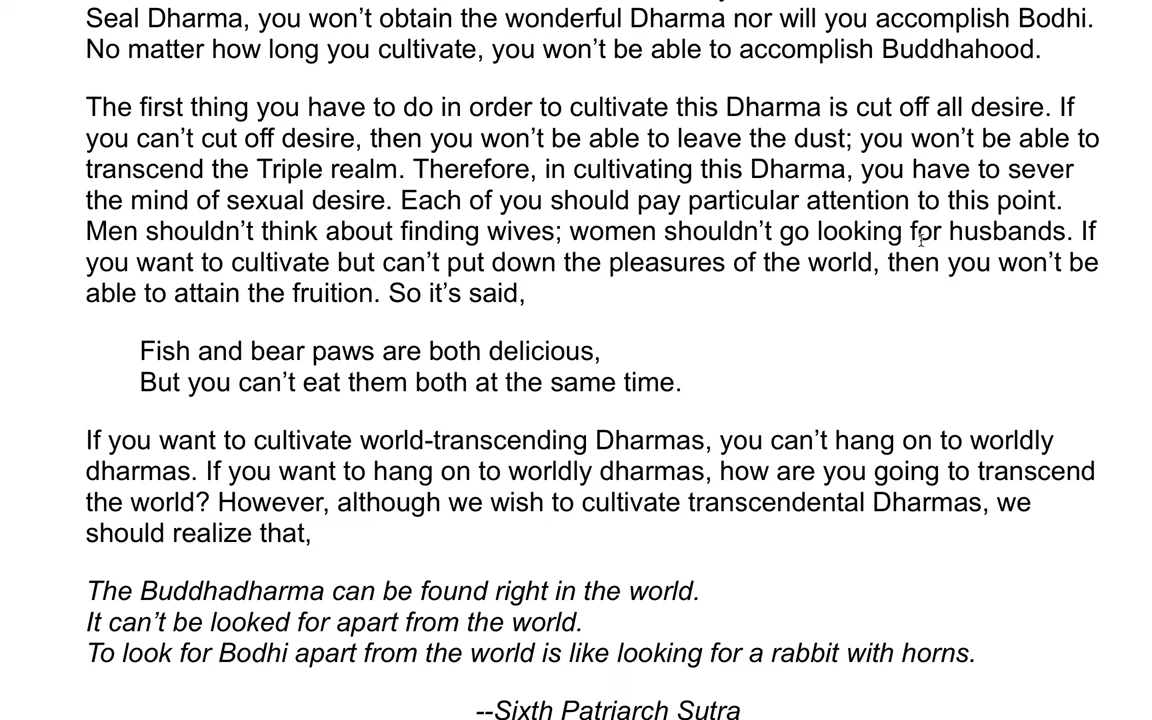 Seal Dharma, you won’t obtain the wonderful Dharma nor will you accomplish Bodhi.
No matter how long you cultivate, you won’t be able to accomplish Buddhahood.
The first thing you have to do in order to cultivate this Dharma is cut off all desire. If
you can’t cut off desire, then you won’t be able to leave the dust; you won’t be able to
transcend the Triple realm. Therefore, in cultivating this Dharma, you have to sever
the mind of sexual desire. Each of you should pay particular attention to this point.
Men shouldn’t think about finding wives; women shouldn’t go looking for husbands. If
you want to cultivate but can’t put down the pleasures of the world, then you won’t be
able to attain the fruition. So it’s said,
Fish and bear paws are both delicious,
But you can’t eat them both at the same time.
If you want to cultivate world-transcending Dharmas, you can’t hang on to worldly
dharmas. If you want to hang on to worldly dharmas, how are you going to transcend
the world? However, although we wish to cultivate transcendental Dharmas, we
should realize that,
The Buddhadharma can be found right in the world.
It can’t be looked for apart from the world.
To look for Bodhi apart from the world is like looking for a rabbit with horns.
--Sixth Patriarch Sutra